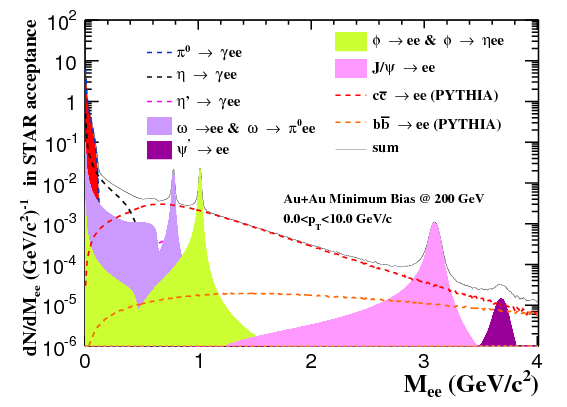 10²
10
1
10⁻¹
10⁻²
10⁻³
10⁻⁴
10⁻⁵
10⁻⁶
dN/dMₑₑ (GeV/c²)⁻¹ in STAR acceptance
π⁰ → γee
η → γee
η' → γee
ω →ee & ω → π⁰ee
ψ' → ee
ϕ →ee & ϕ → ηee
J/ψ →ee
cc̅ →ee (PYTHIA)
bb̅ →ee (PYTHIA)
sum
Au+Au Minimum Bias @ 200 GeV
0.0<p_T<10.0 GeV/c
0 1 2 3 4
Mₑₑ (GeV/c²)